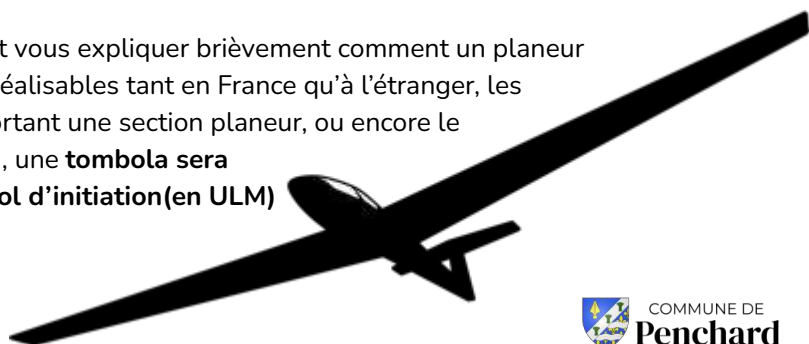 t vous expliquer brièvement comment un planeur
éalisables tant en France qu’à l’étranger, les
ortant une section planeur, ou encore le
, une tombola sera
ol d’initiation(en ULM)
COMMUNE DE
Penchard